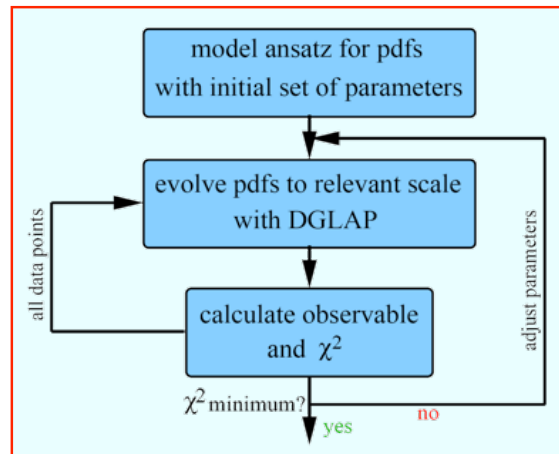 model ansatz for pdfs
with initial set of parameters
evolve pdfs to relevant scale
with DGLAP
all data points
adjust parameters
calculate observable
and χ²
χ² minimum?
no
yes